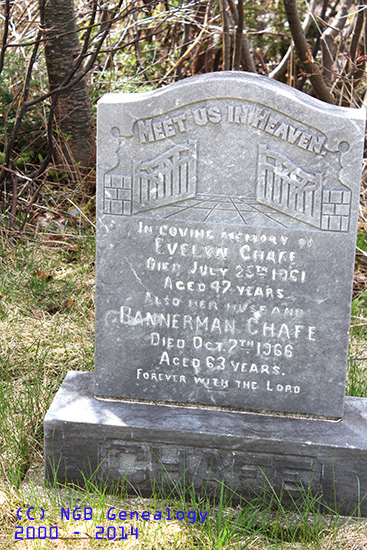 MEET US IN HEAVEN.
IN LOVING MEMORY OF
EVELYN CHAFE
DIED JULY 25TH 1961
AGED 47 YEARS.
ALSO HER HUSBAND
BANNERMAN CHAFE
DIED OCT 7TH 1966
AGED 63 YEARS.
FOREVER WITH THE LORD
CHAFE
(C) NGB Genealogy
2000 - 2014